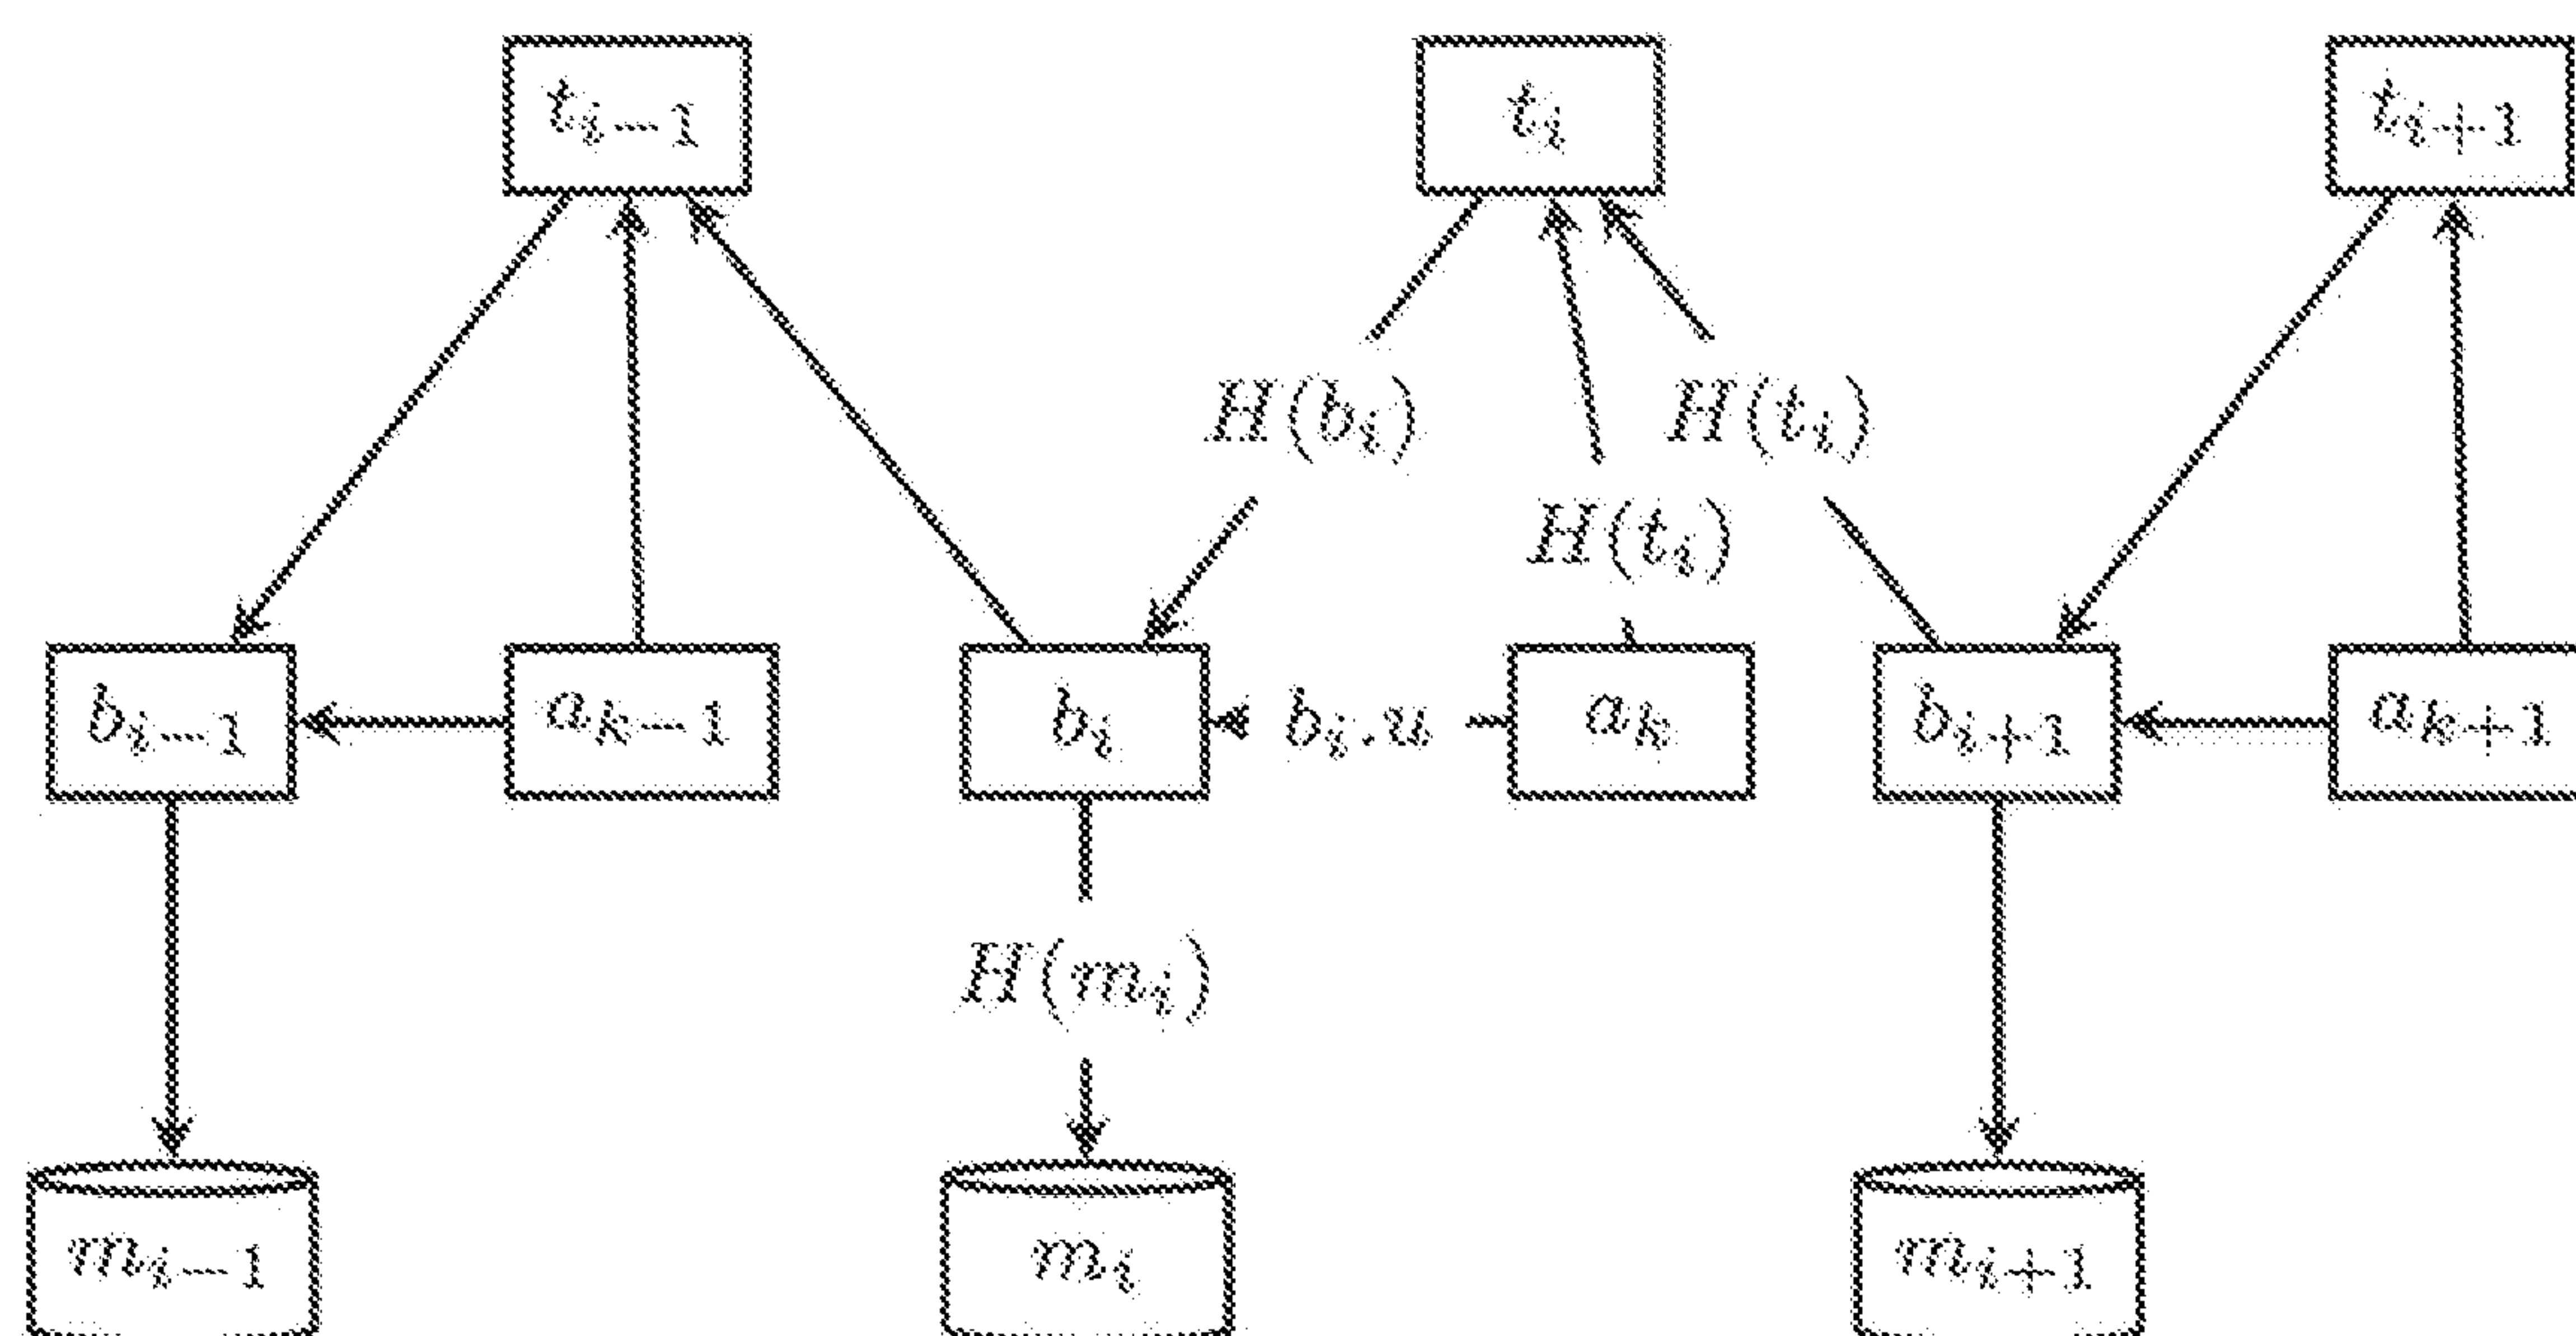 t_{i-1} t_i t_{i+1}
H(b_i) H(t_i)
H(t_i)
b_{i-1} a_{k-1} b_i b_i.u a_k b_{i+1} a_{k+1}
H(m_i)
m_{i-1} m_i m_{i+1}